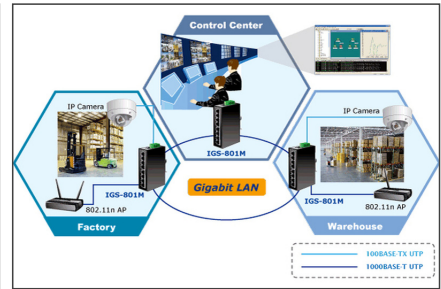 Control Center
IP Camera
IGS-801M
IP Camera
IGS-801M
802.11n AP
Factory
Gigabit LAN
IGS-801M
802.11n AP
Warehouse
100BASE-TX UTP
1000BASE-T UTP